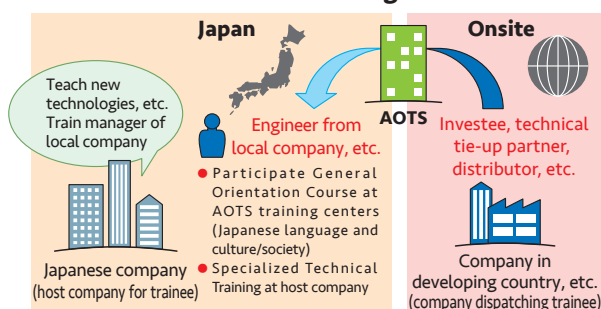 Japan
Onsite
Teach new
technologies, etc.
Train manager of
local company
AOTS
Engineer from
local company, etc.
● Participate General
Orientation Course at
AOTS training centers
(Japanese language and
culture/society)
● Specialized Technical
Training at host company
Japanese company
(host company for trainee)
Investee, technical
tie-up partner,
distributor, etc.
Company in
developing country, etc.
(company dispatching trainee)